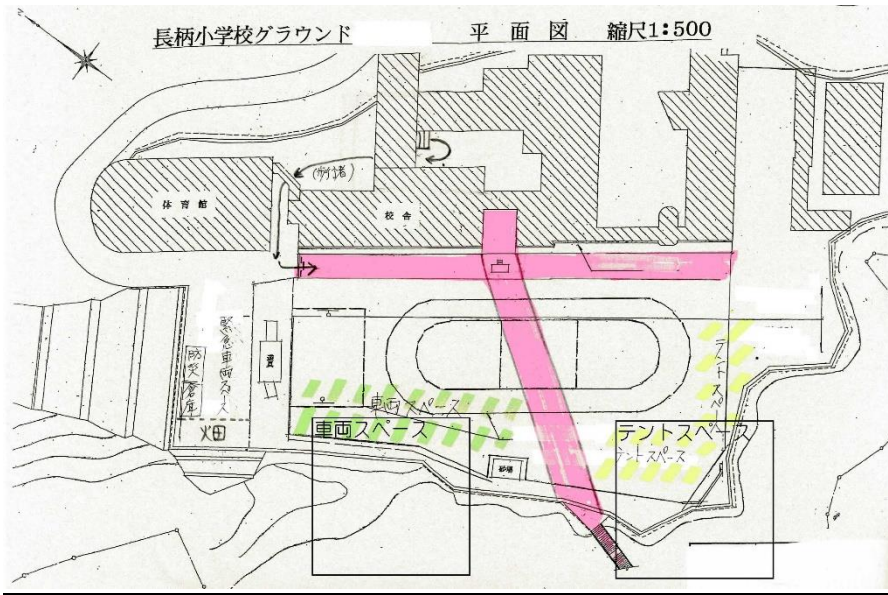 長柄小学校グラウンド 平面図 縮尺1:500
(歩行者)
体育館
校舎
緊急車両スペース
防災倉庫
畑
車両スペース
車両スペース
砂場
テントスペース
テントスペース
テントスペース